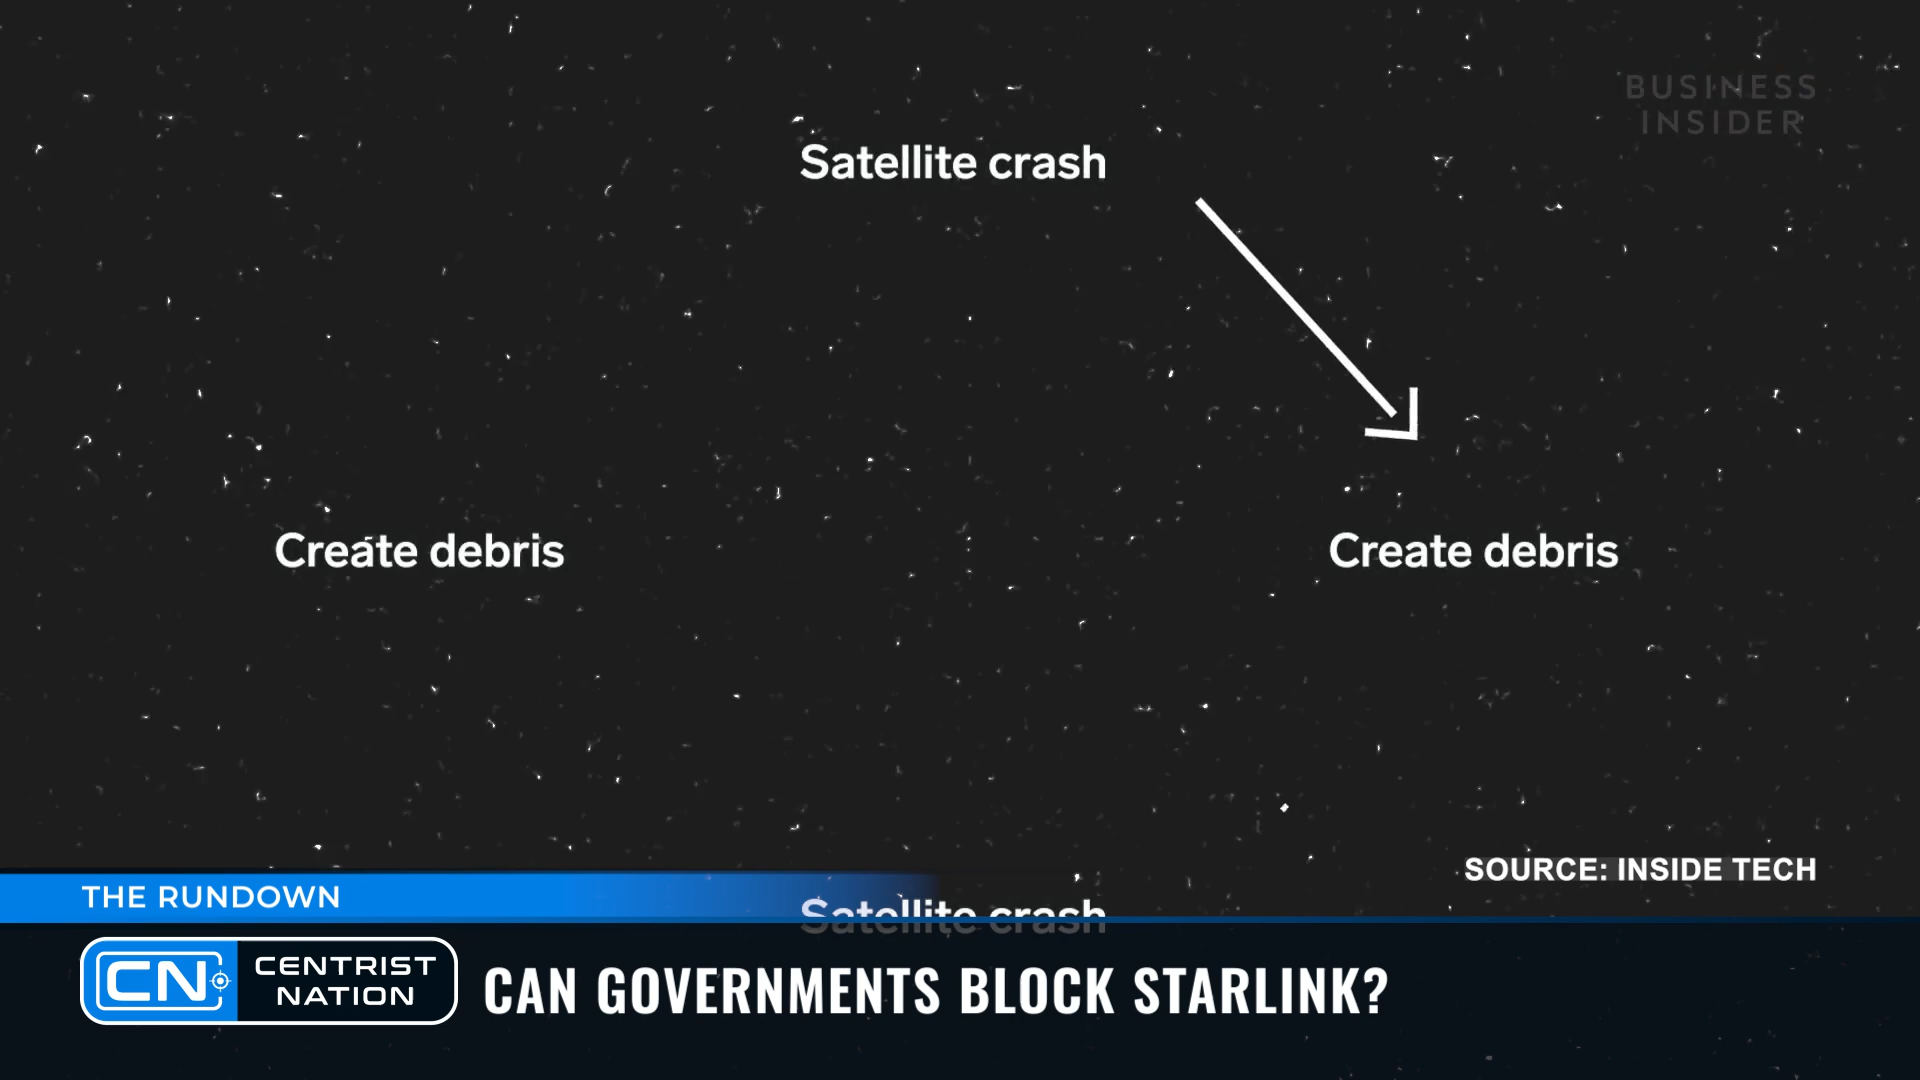 BUSINESS
INSIDER
Satellite crash
Create debris
Create debris
SOURCE: INSIDE TECH
THE RUNDOWN
Satellite crash
CN
CENTRIST
NATION
CAN GOVERNMENTS BLOCK STARLINK?